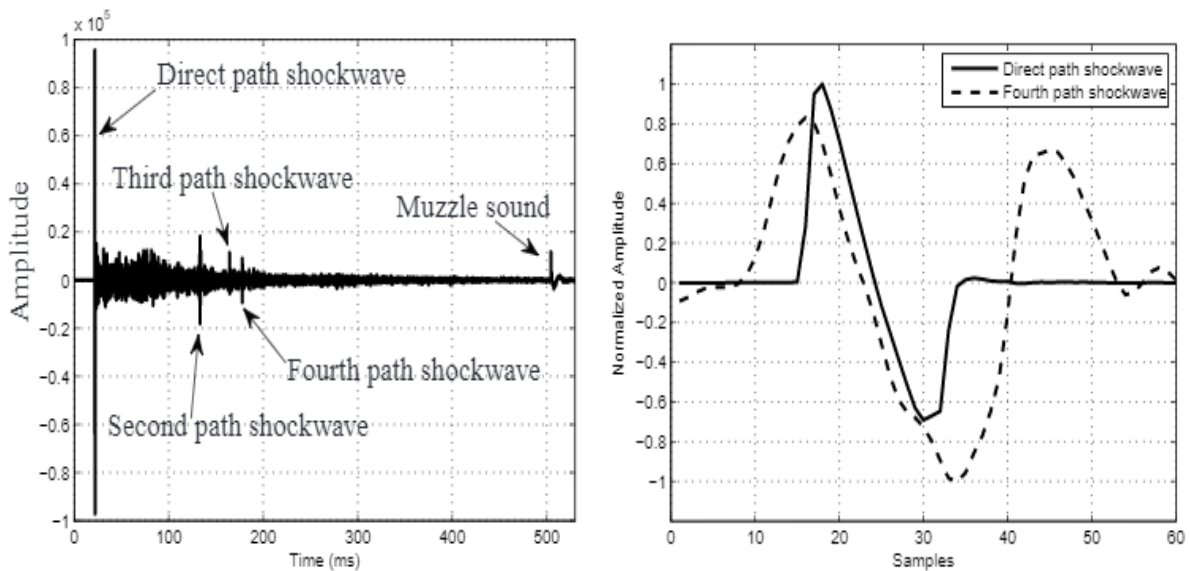 x 10^5
1
0.8
0.6
0.4
0.2
0
−0.2
−0.4
−0.6
−0.8
−1
Amplitude
Direct path shockwave
Third path shockwave
Muzzle sound
Fourth path shockwave
Second path shockwave
0 100 200 300 400 500
Time (ms)
Normalized Amplitude
1
0.8
0.6
0.4
0.2
0
−0.2
−0.4
−0.6
−0.8
−1
Direct path shockwave
Fourth path shockwave
0 10 20 30 40 50 60
Samples